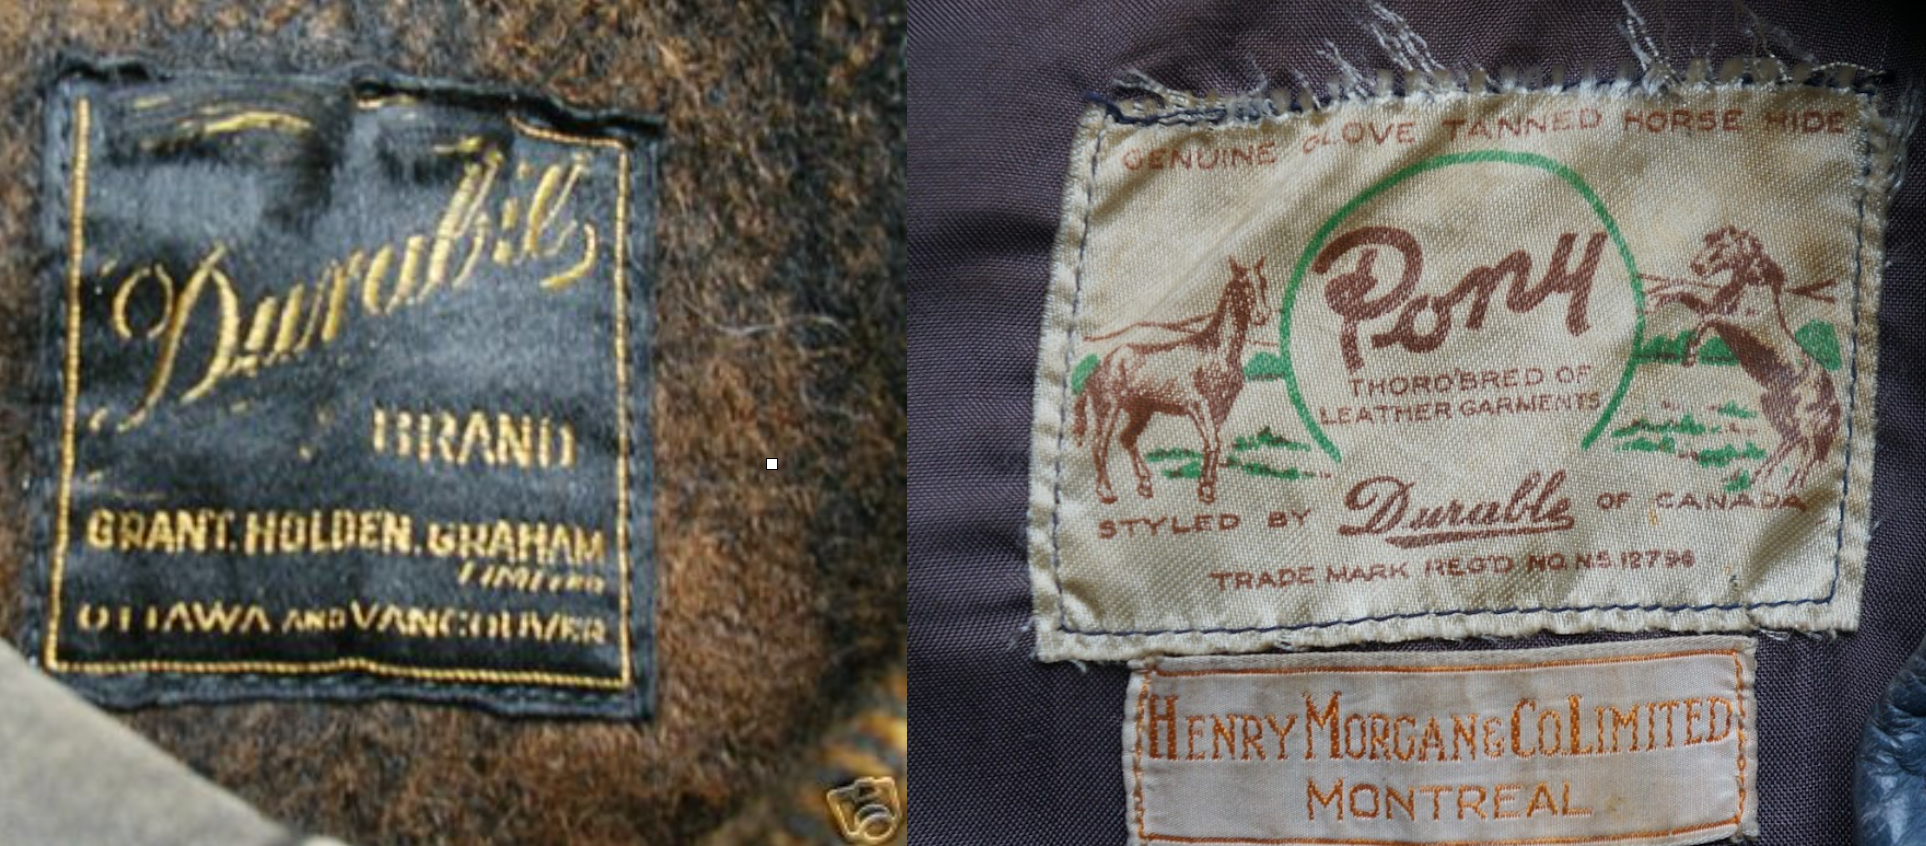 BRAND
GRANT. HOLDEN. GRAHAM
LIMITED
OTTAWA AND VANCOUVER
GENUINE GLOVE TANNED HORSE HIDE
Pony
THORO'BRED OF
LEATHER GARMENTS
STYLED BY Durable OF CANADA
TRADE MARK REG'D NO. N.S. 12796
HENRY MORGAN & CO LIMITED
MONTREAL